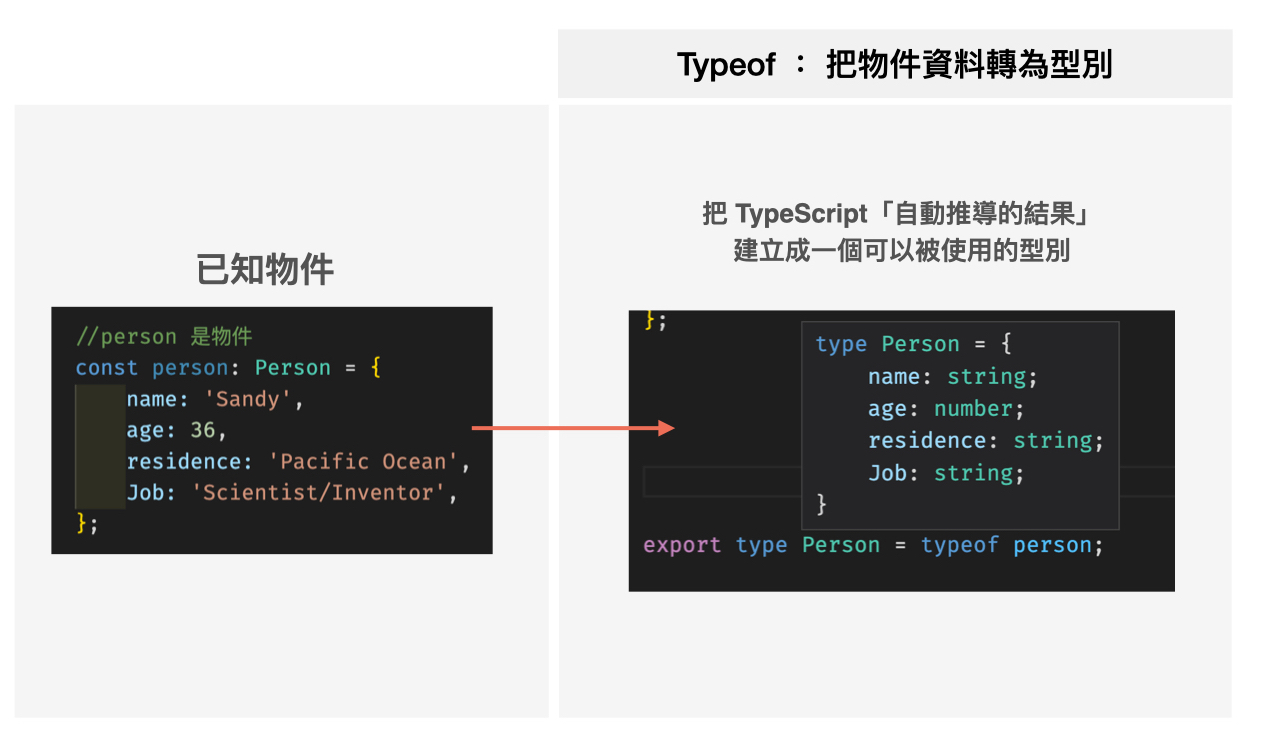 Typeof ： 把物件資料轉為型別
已知物件
//person 是物件
const person: Person = {
name: 'Sandy',
age: 36,
residence: 'Pacific Ocean',
Job: 'Scientist/Inventor',
};
把 TypeScript「自動推導的結果」
建立成一個可以被使用的型別
};
type Person = {
name: string;
age: number;
residence: string;
Job: string;
}
export type Person = typeof person;